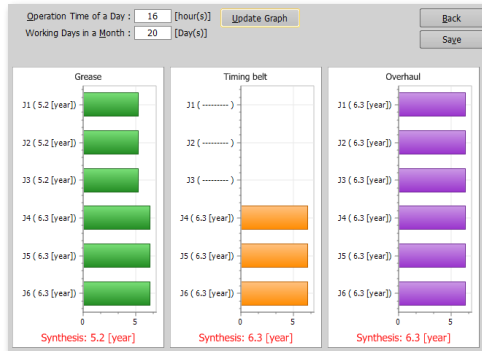 Operation Time of a Day : 16 [hour(s)] Update Graph Back
Working Days in a Month : 20 [Day(s)] Save
Grease
J1 ( 5.2 [year])
J2 ( 5.2 [year])
J3 ( 5.2 [year])
J4 ( 6.3 [year])
J5 ( 6.3 [year])
J6 ( 6.3 [year])
0 5
Synthesis: 5.2 [year]
Timing belt
J1 ( --------- )
J2 ( --------- )
J3 ( --------- )
J4 ( 6.3 [year])
J5 ( 6.3 [year])
J6 ( 6.3 [year])
0 5
Synthesis: 6.3 [year]
Overhaul
J1 ( 6.3 [year])
J2 ( 6.3 [year])
J3 ( 6.3 [year])
J4 ( 6.3 [year])
J5 ( 6.3 [year])
J6 ( 6.3 [year])
0 5
Synthesis: 6.3 [year]